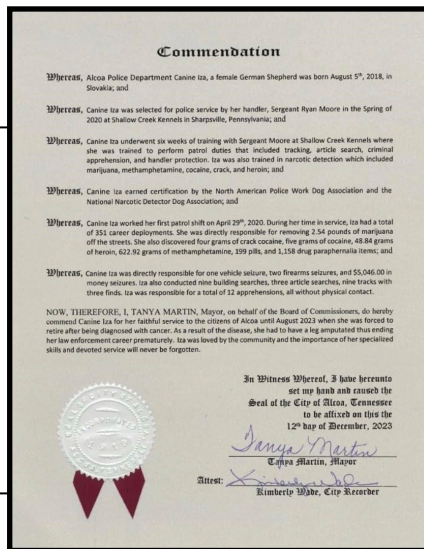 Commendation
Whereas, Alcoa Police Department Canine Iza, a female German Shepherd was born August 5th, 2018, in
Slovakia; and
Whereas, Canine Iza was selected for police service by her handler, Sergeant Ryan Moore in the Spring of
2020 at Shallow Creek Kennels in Sharpsville, Pennsylvania; and
Whereas, Canine Iza underwent six weeks of training with Sergeant Moore at Shallow Creek Kennels where
she was trained to perform patrol duties that included tracking, article search, criminal
apprehension, and handler protection. Iza was also trained in narcotic detection which included
marijuana, methamphetamine, cocaine, crack, and heroin; and
Whereas, Canine Iza earned certification by the North American Police Work Dog Association and the
National Narcotic Detector Dog Association; and
Whereas, Canine Iza worked her first patrol shift on April 29th, 2020. During her time in service, Iza had a total
of 351 career deployments. She was directly responsible for removing 2.54 pounds of marijuana
off the streets. She also discovered four grams of crack cocaine, five grams of cocaine, 48.84 grams
of heroin, 622.92 grams of methamphetamine, 199 pills, and 1,158 drug paraphernalia items; and
Whereas, Canine Iza was directly responsible for one vehicle seizure, two firearms seizures, and $5,046.00 in
money seizures. Iza also conducted nine building searches, three article searches, nine tracks with
three finds. Iza was responsible for a total of 12 apprehensions, all without physical contact.
NOW, THEREFORE, I, TANYA MARTIN, Mayor, on behalf of the Board of Commissioners, do hereby
commend Canine Iza for her faithful service to the citizens of Alcoa until August 2023 when she was forced to
retire after being diagnosed with cancer. As a result of the disease, she had to have a leg amputated thus ending
her law enforcement career prematurely. Iza was loved by the community and the importance of her specialized
skills and devoted service will never be forgotten.
In Witness Whereof, I have hereunto
set my hand and caused the
Seal of the City of Alcoa, Tennessee
to be affixed on this the
12th day of December, 2023
Tanya Martin
Tanya Martin, Mayor
Attest: Kimberly Wade
Kimberly Wade, City Recorder